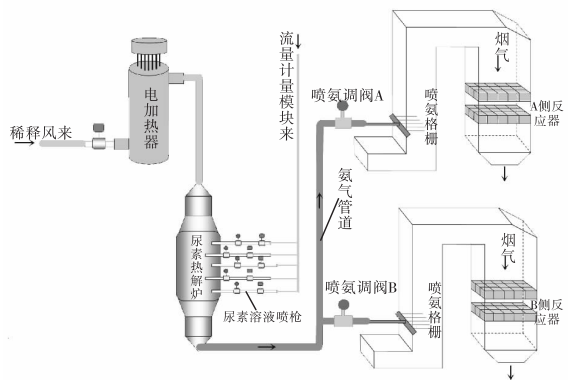 流量计量模块来
烟气
电加热器
喷氨调阀A
喷氨格栅
A侧反
应器
稀释风来
氨气管道
尿素热解炉
烟气
喷氨调阀B
喷氨格栅
B侧反
应器
尿素溶液喷枪